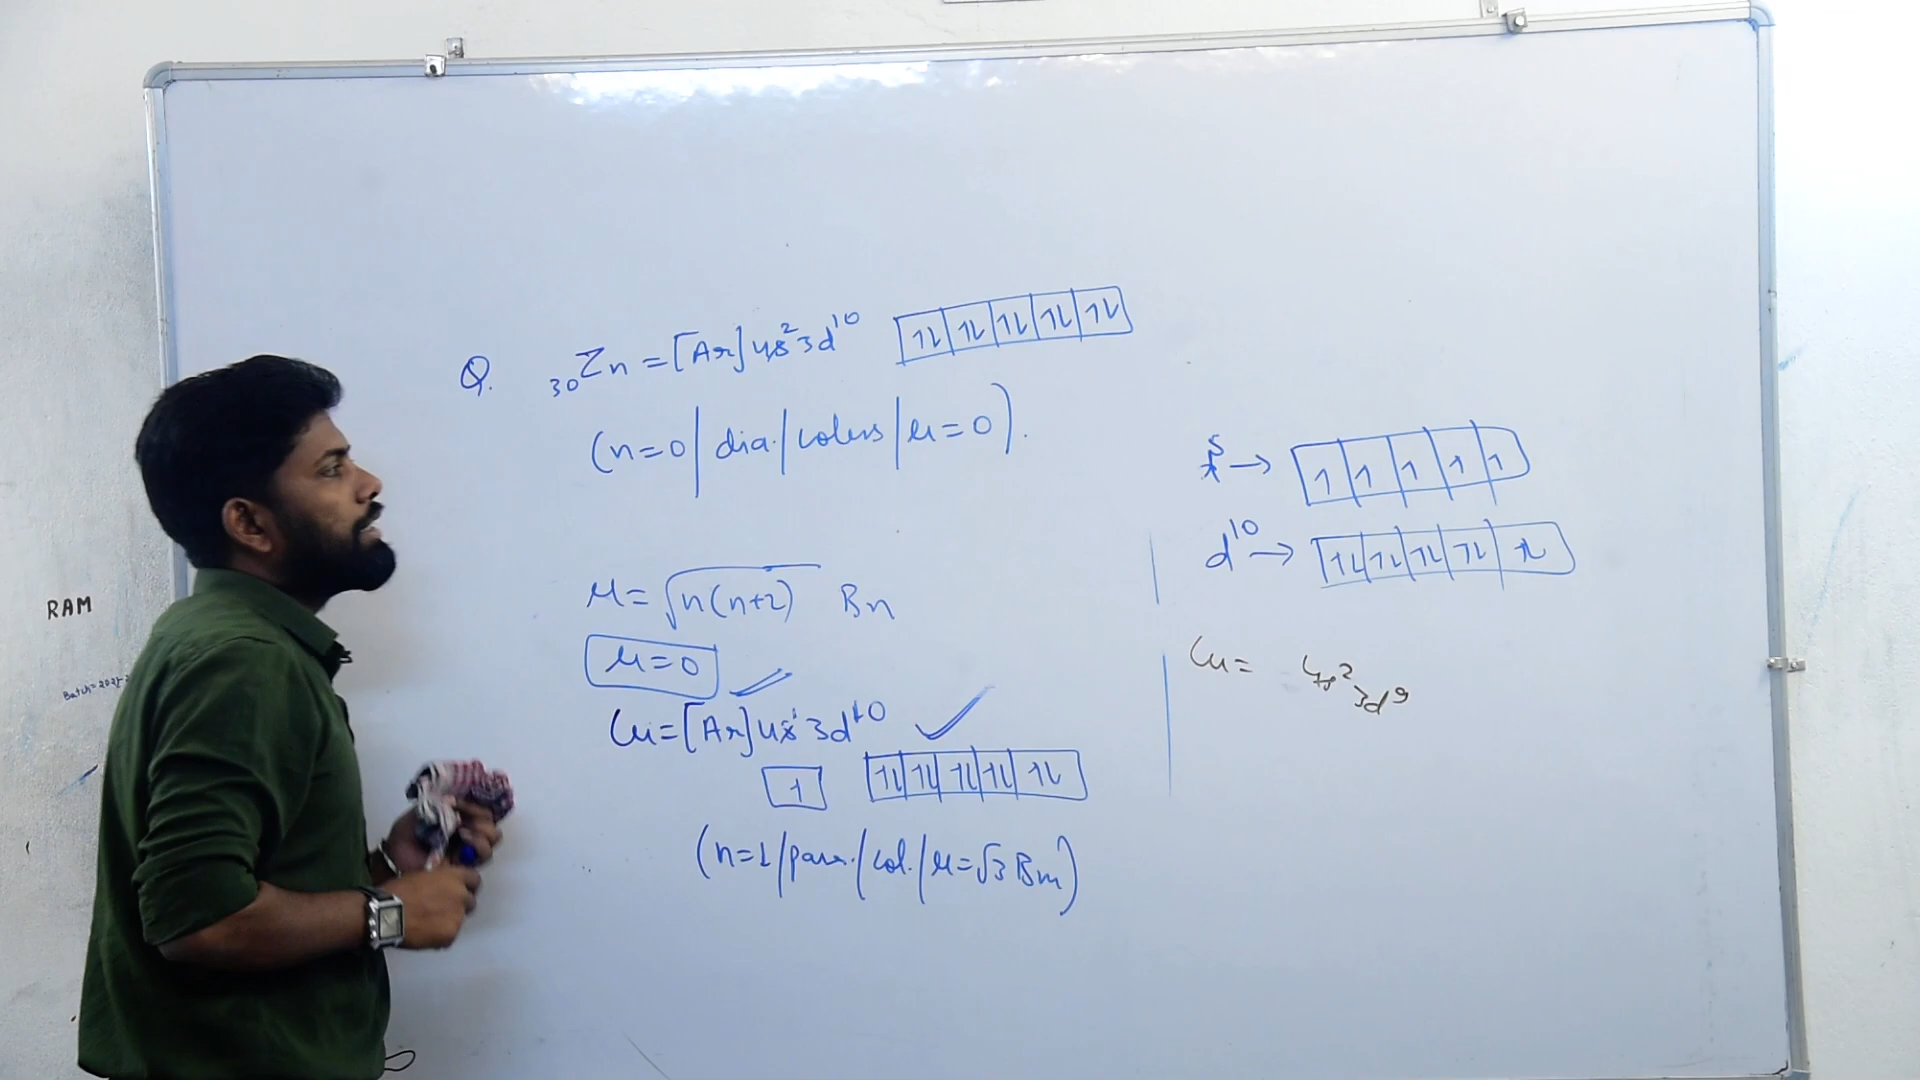 Q. ₃₀Zn = [Ar] 4s² 3d¹⁰ 1l 1l 1l 1l 1l
(n=0 / dia. / colless / μ=0).
μ = √n(n+2) Bm
μ=0
Cu = [Ar] 4s¹ 3d¹⁰ ✓
1 1l 1l 1l 1l 1l
(n=1 / para. / col. / μ=√3 Bm)
→ 1 1 1 1 1
d¹⁰ → 1l 1l 1l 1l 1l
Cu = 4s² 3d⁹
RAM